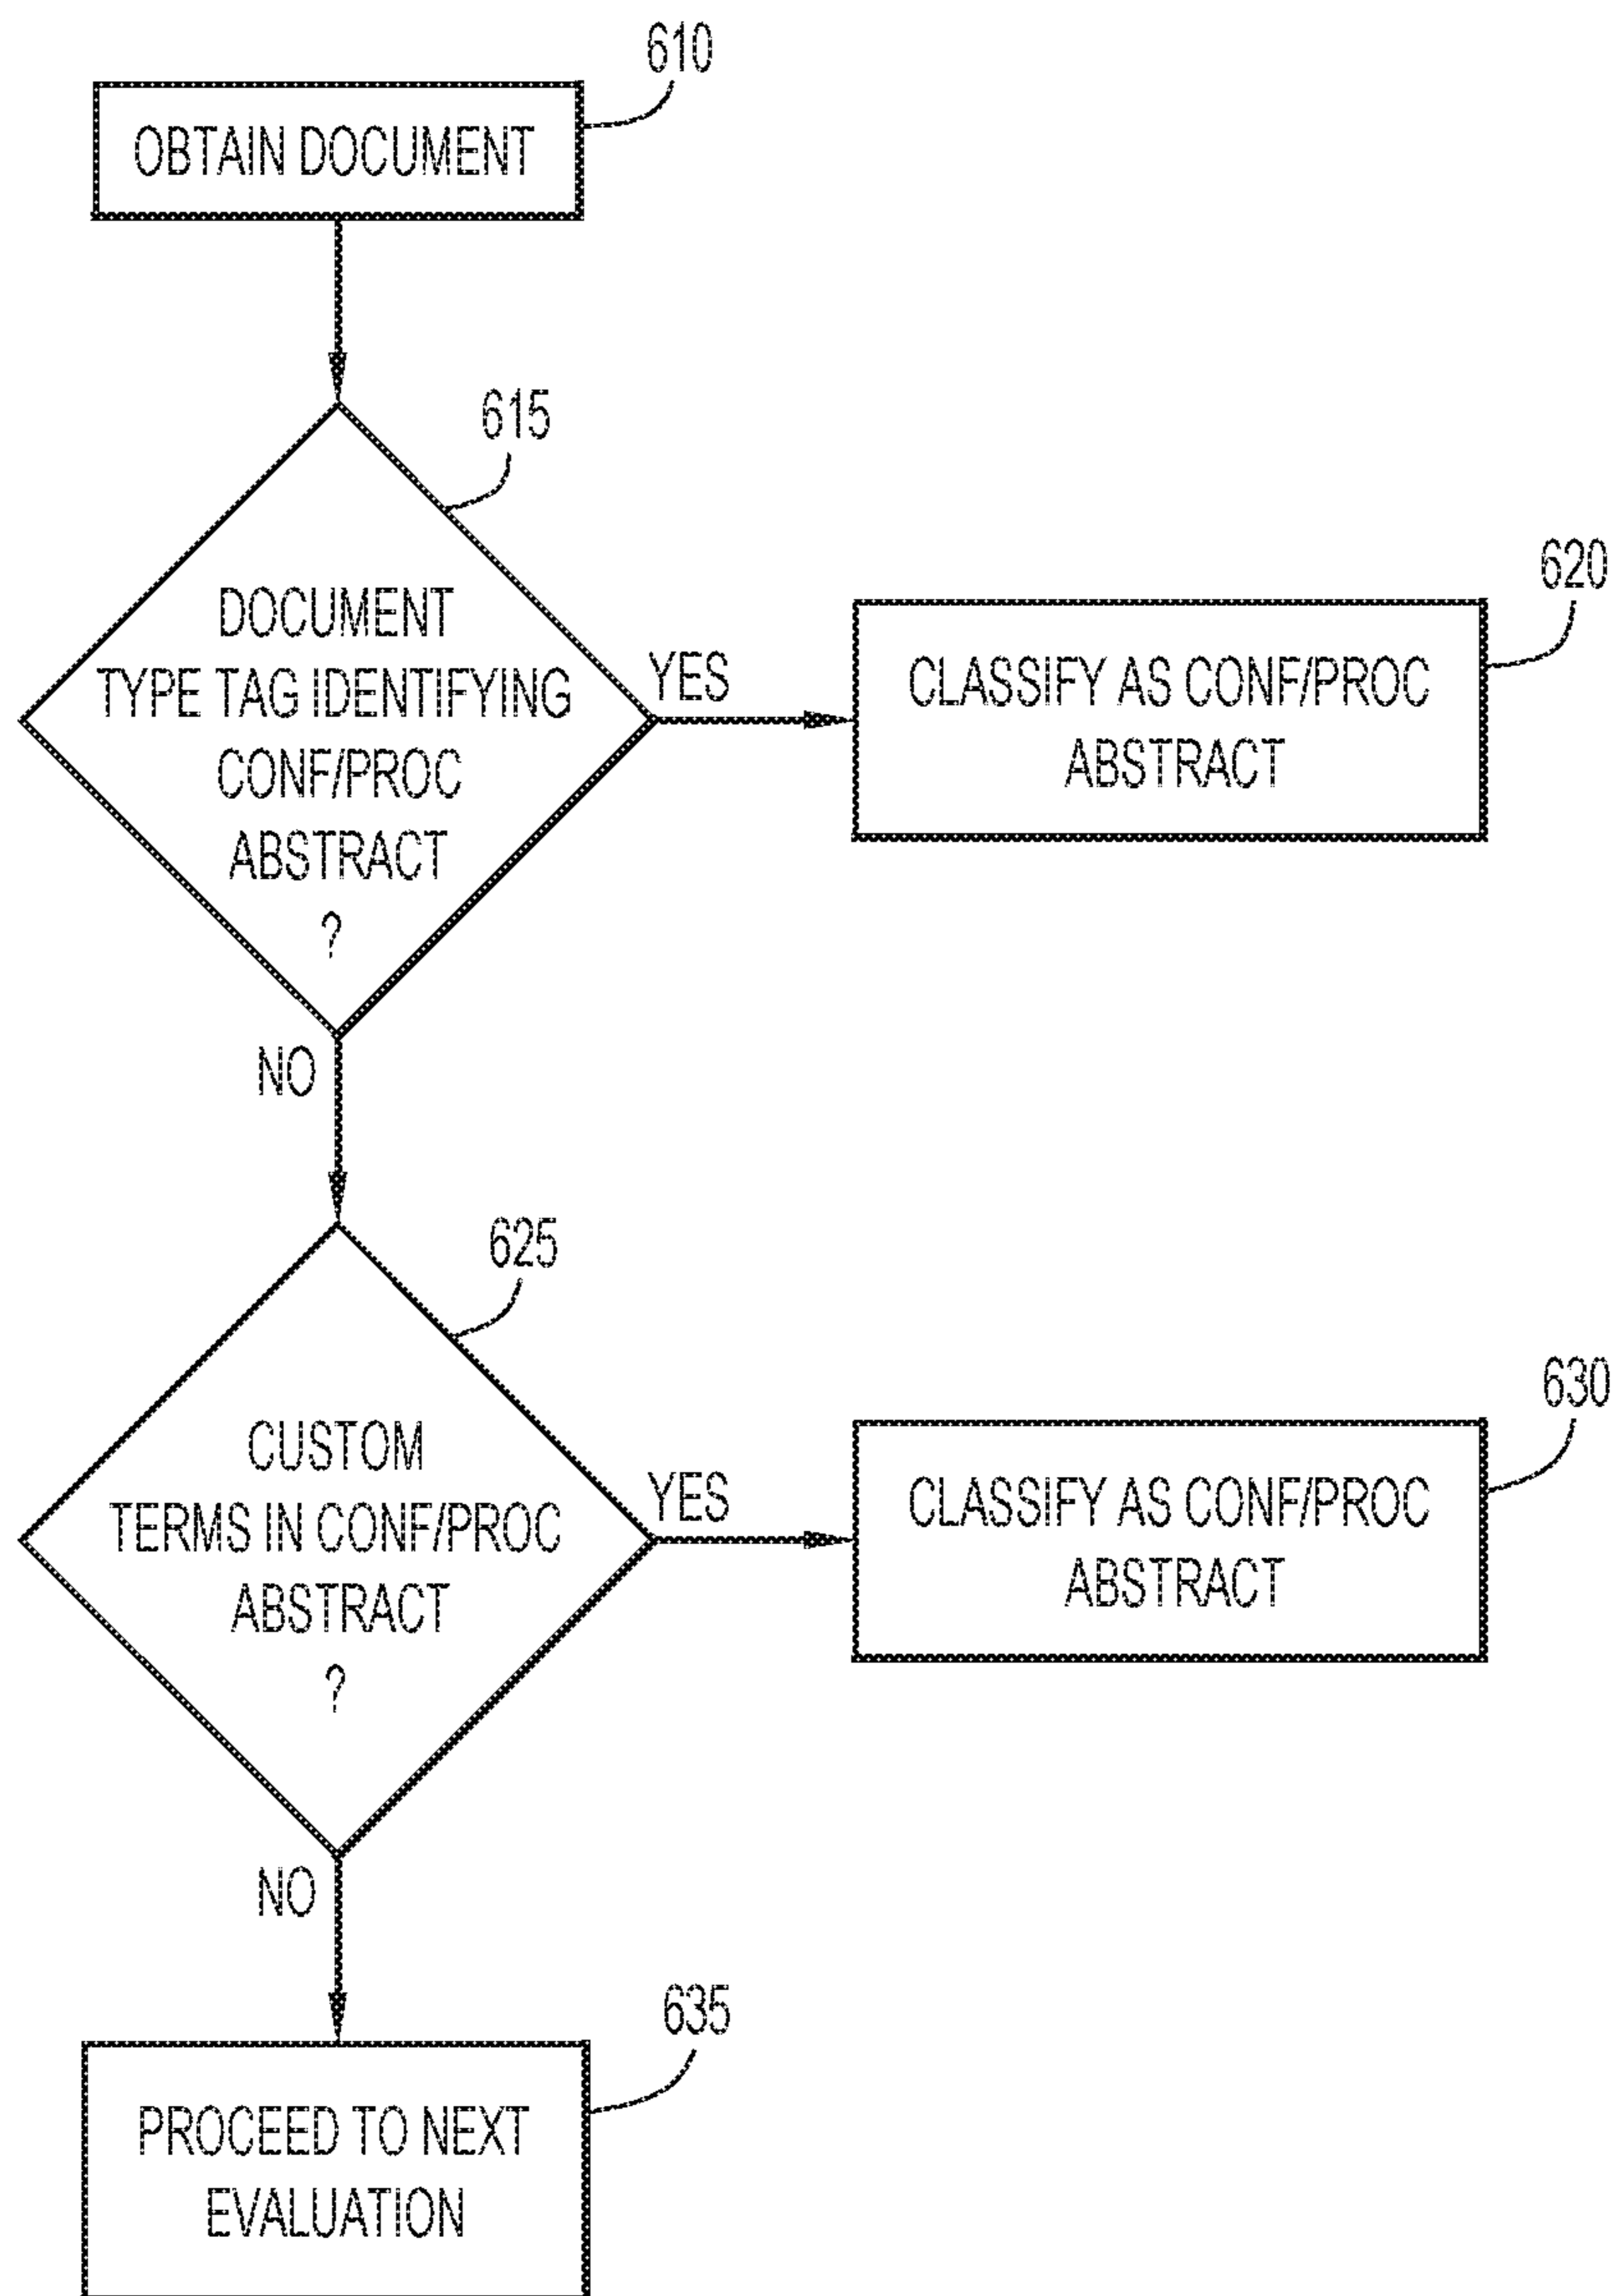 610
OBTAIN DOCUMENT
615
DOCUMENT
TYPE TAG IDENTIFYING
CONF/PROC
ABSTRACT
?
YES
620
CLASSIFY AS CONF/PROC
ABSTRACT
NO
625
CUSTOM
TERMS IN CONF/PROC
ABSTRACT
?
YES
630
CLASSIFY AS CONF/PROC
ABSTRACT
NO
635
PROCEED TO NEXT
EVALUATION